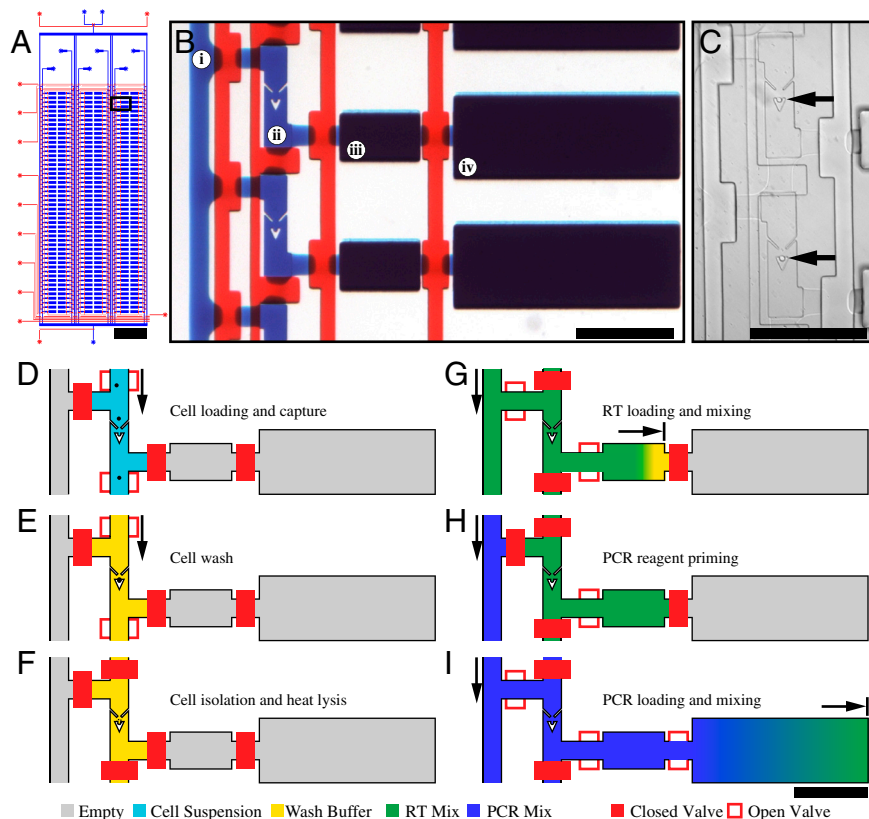 A
B
C
i
ii
iii
iv
D
Cell loading and capture
G
RT loading and mixing
E
Cell wash
H
PCR reagent priming
F
Cell isolation and heat lysis
I
PCR loading and mixing
Empty Cell Suspension Wash Buffer RT Mix PCR Mix Closed Valve Open Valve